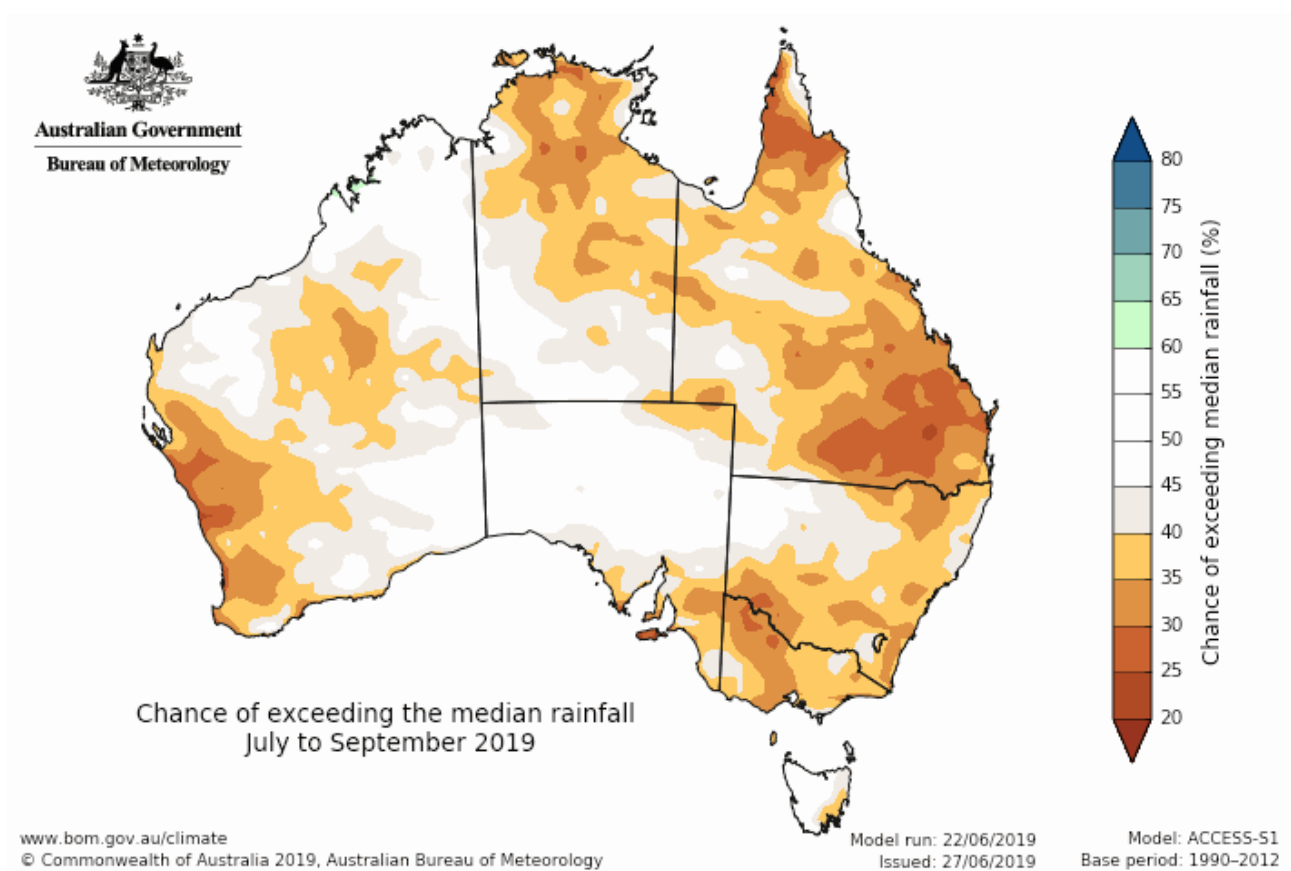 Australian Government
Bureau of Meteorology
80
75
70
65
60
55
50
45
40
35
30
25
20
Chance of exceeding median rainfall (%)
Chance of exceeding the median rainfall
July to September 2019
www.bom.gov.au/climate
© Commonwealth of Australia 2019, Australian Bureau of Meteorology
Model run: 22/06/2019
Issued: 27/06/2019
Model: ACCESS-S1
Base period: 1990–2012